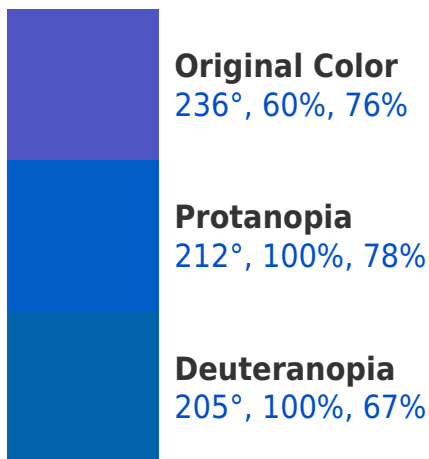 Original Color
236°, 60%, 76%
Protanopia
212°, 100%, 78%
Deuteranopia
205°, 100%, 67%